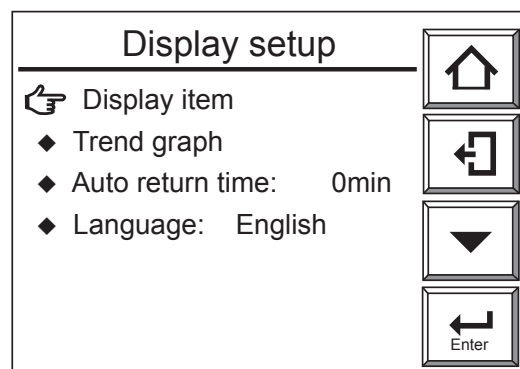 Display setup
Display item
Trend graph
Auto return time: 0min
Language: English
Enter